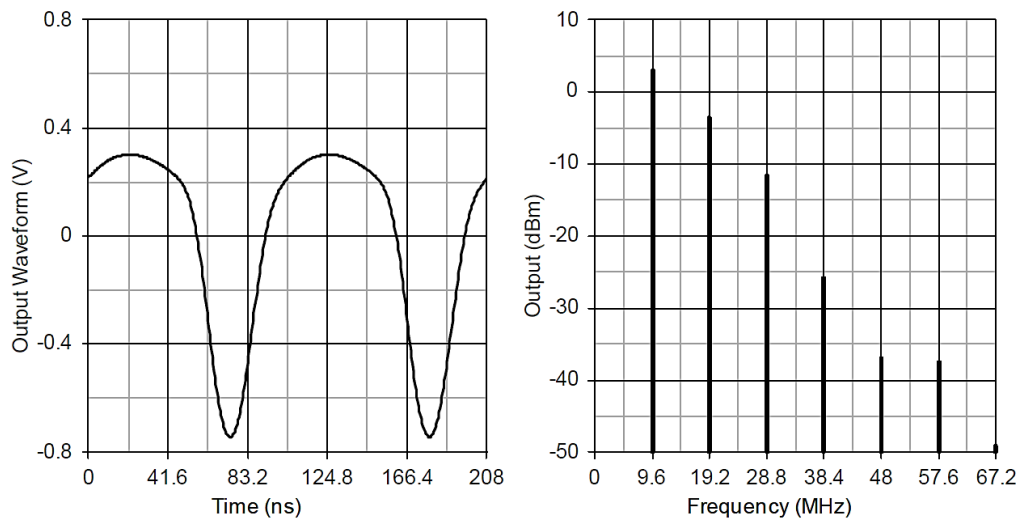 Output Waveform (V)
0.8
0.4
0
-0.4
-0.8
0 41.6 83.2 124.8 166.4 208
Time (ns)
Output (dBm)
10
0
-10
-20
-30
-40
-50
0 9.6 19.2 28.8 38.4 48 57.6 67.2
Frequency (MHz)